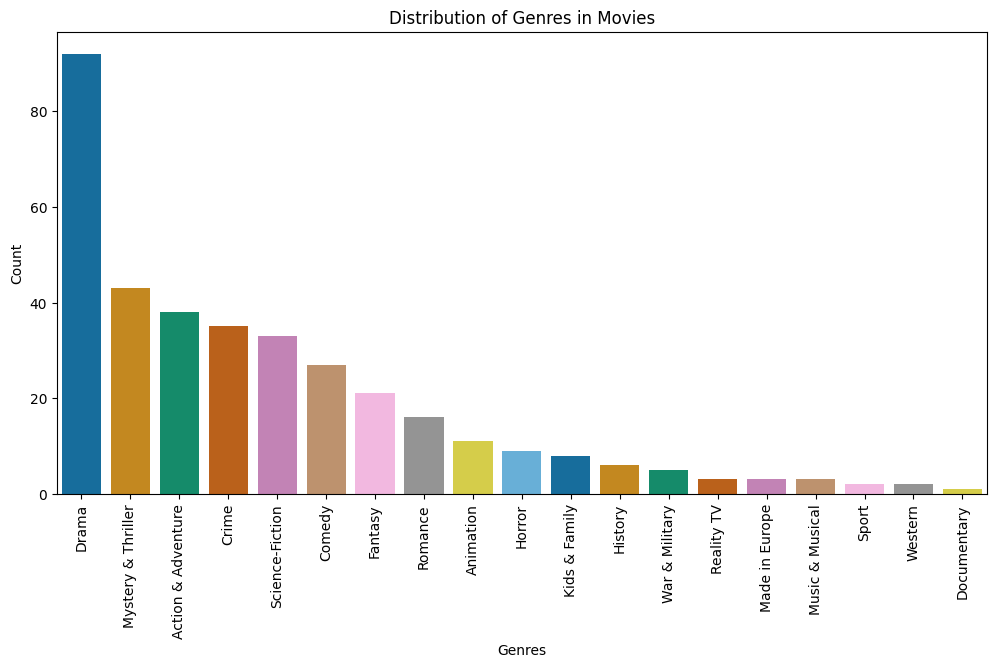 Distribution of Genres in Movies
Count
80
60
40
20
0
Drama
Mystery & Thriller
Action & Adventure
Crime
Science-Fiction
Comedy
Fantasy
Romance
Animation
Horror
Kids & Family
History
War & Military
Reality TV
Made in Europe
Music & Musical
Sport
Western
Documentary
Genres